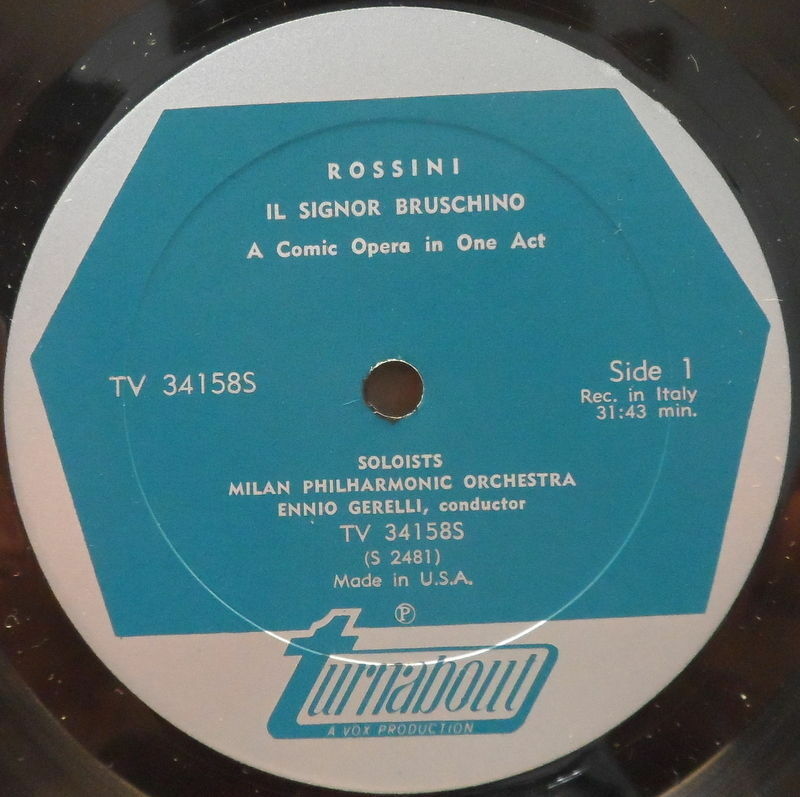 ROSSINI
IL SIGNOR BRUSCHINO
A Comic Opera in One Act
TV 34158S
Side 1
Rec. in Italy
31:43 min.
SOLOISTS
MILAN PHILHARMONIC ORCHESTRA
ENNIO GERELLI, conductor
TV 34158S
(S 2481)
Made in U.S.A.
℗
turnabout
A VOX PRODUCTION